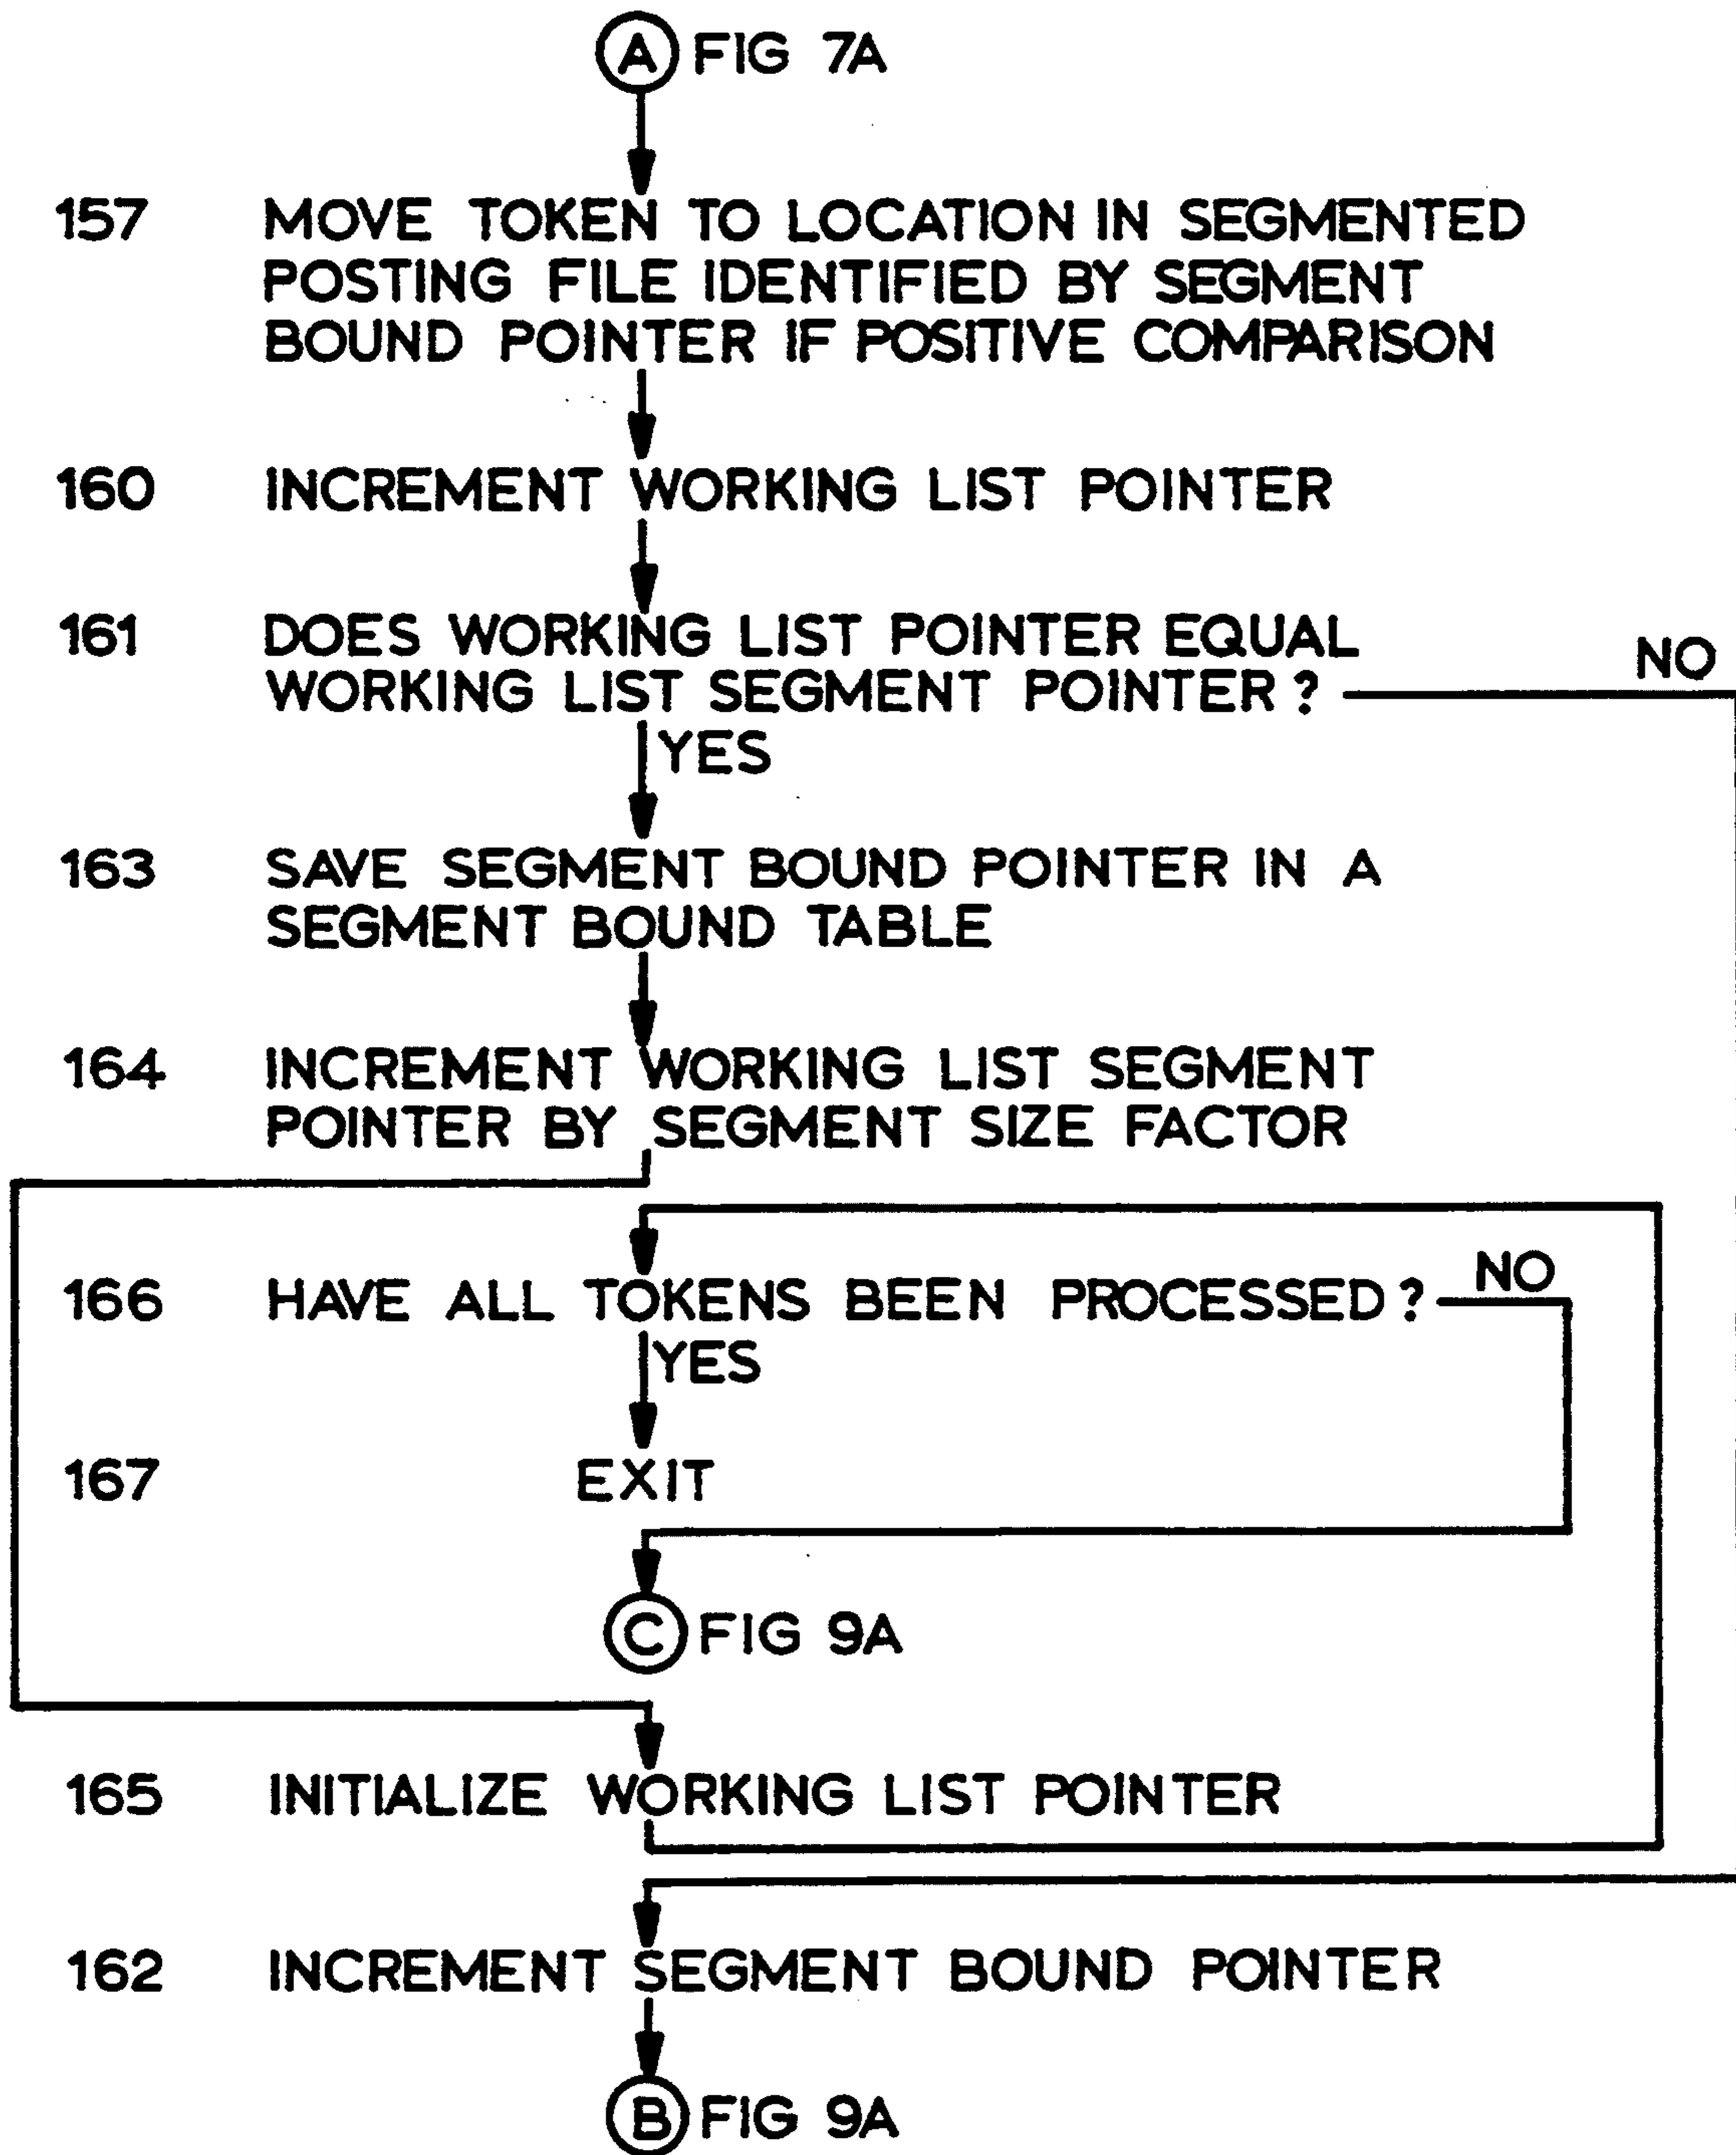 A FIG 7A
157 MOVE TOKEN TO LOCATION IN SEGMENTED
POSTING FILE IDENTIFIED BY SEGMENT
BOUND POINTER IF POSITIVE COMPARISON
160 INCREMENT WORKING LIST POINTER
161 DOES WORKING LIST POINTER EQUAL
WORKING LIST SEGMENT POINTER ? NO
YES
163 SAVE SEGMENT BOUND POINTER IN A
SEGMENT BOUND TABLE
164 INCREMENT WORKING LIST SEGMENT
POINTER BY SEGMENT SIZE FACTOR
166 HAVE ALL TOKENS BEEN PROCESSED ? NO
YES
167 EXIT
C FIG 9A
165 INITIALIZE WORKING LIST POINTER
162 INCREMENT SEGMENT BOUND POINTER
B FIG 9A